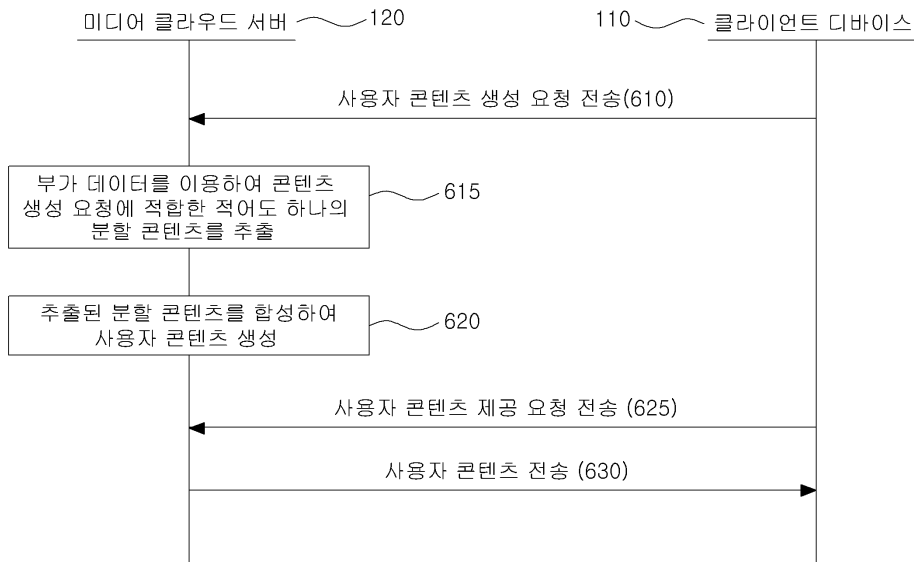 미디어 클라우드 서버
120
110
클라이언트 디바이스
사용자 콘텐츠 생성 요청 전송(610)
부가 데이터를 이용하여 콘텐츠
생성 요청에 적합한 적어도 하나의
분할 콘텐츠를 추출
615
추출된 분할 콘텐츠를 합성하여
사용자 콘텐츠 생성
620
사용자 콘텐츠 제공 요청 전송 (625)
사용자 콘텐츠 전송 (630)